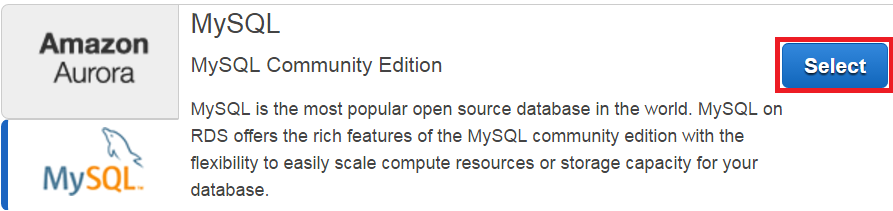 Amazon
Aurora
MySQL™
MySQL
MySQL Community Edition
Select
MySQL is the most popular open source database in the world. MySQL on
RDS offers the rich features of the MySQL community edition with the
flexibility to easily scale compute resources or storage capacity for your
database.